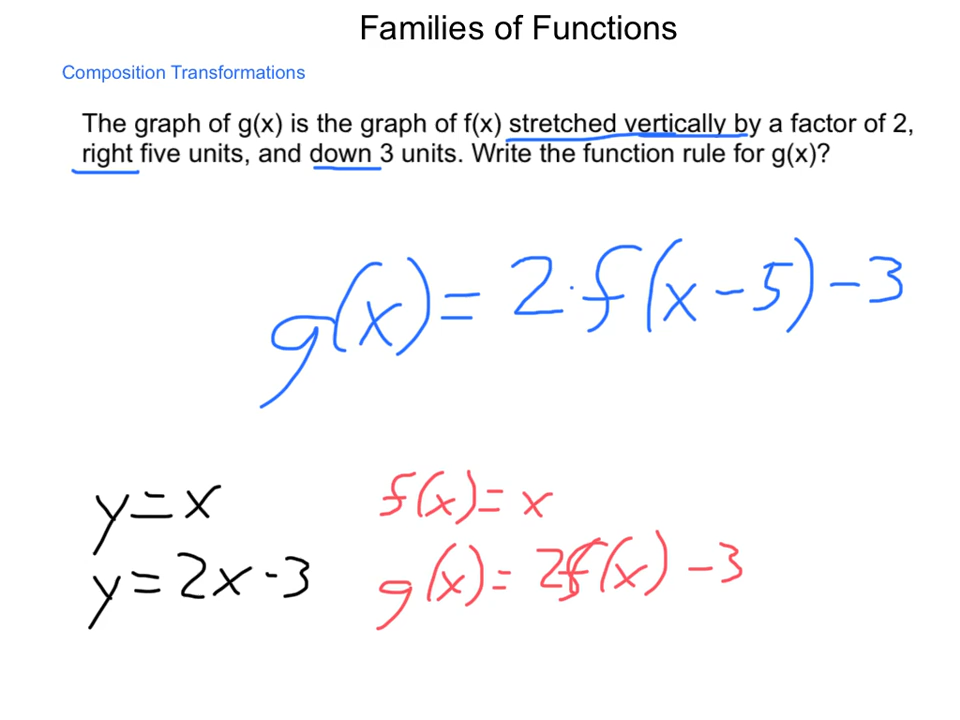 Families of Functions
Composition Transformations
The graph of g(x) is the graph of f(x) stretched vertically by a factor of 2,
right five units, and down 3 units. Write the function rule for g(x)?
g(x) = 2·f(x-5)-3
y=x
f(x)=x
y=2x-3
g(x)=2f(x)-3